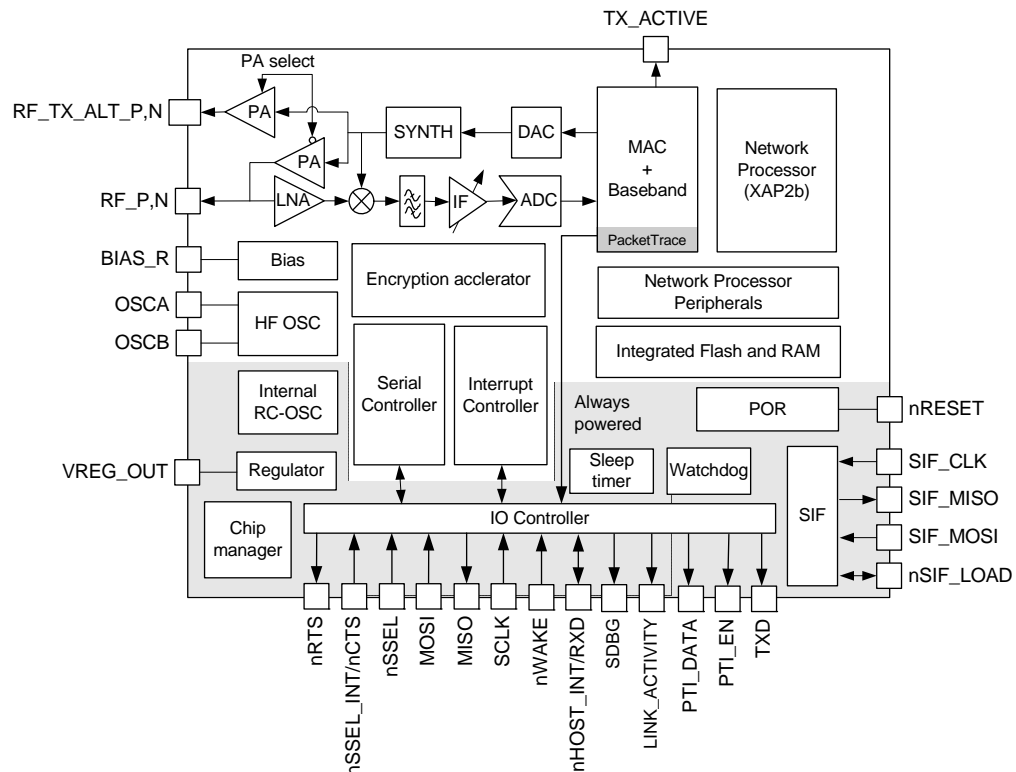 TX_ACTIVE
PA select
RF_TX_ALT_P,N
PA
SYNTH
DAC
MAC
+
Baseband
Network
Processor
(XAP2b)
PA
RF_P,N
LNA
IF
ADC
PacketTrace
BIAS_R
Bias
Encryption acclerator
Network Processor
Peripherals
OSCA
HF OSC
OSCB
Integrated Flash and RAM
Serial
Controller
Interrupt
Controller
Internal
RC-OSC
Always
powered
POR
nRESET
VREG_OUT
Regulator
Sleep
timer
Watchdog
SIF
SIF_CLK
SIF_MISO
SIF_MOSI
nSIF_LOAD
IO Controller
Chip
manager
nRTS
nSSEL_INT/nCTS
nSSEL
MOSI
MISO
SCLK
nWAKE
nHOST_INT/RXD
SDBG
LINK_ACTIVITY
PTI_DATA
PTI_EN
TXD